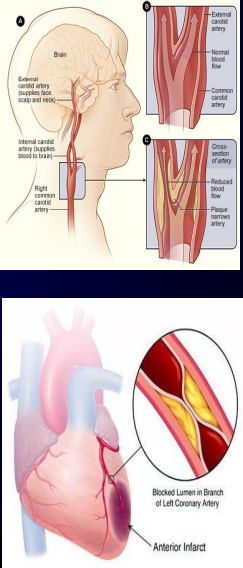 A
Brain
External
carotid artery
(supplies face,
scalp and neck)
Internal carotid
artery (supplies
blood to brain)
Right
common
carotid
artery
B
External
carotid
artery
Normal
blood
flow
Common
carotid
artery
C
Cross-
section
of artery
Reduced
blood
flow
Plaque
narrows
artery
Blocked Lumen in Branch
of Left Coronary Artery
Anterior Infarct